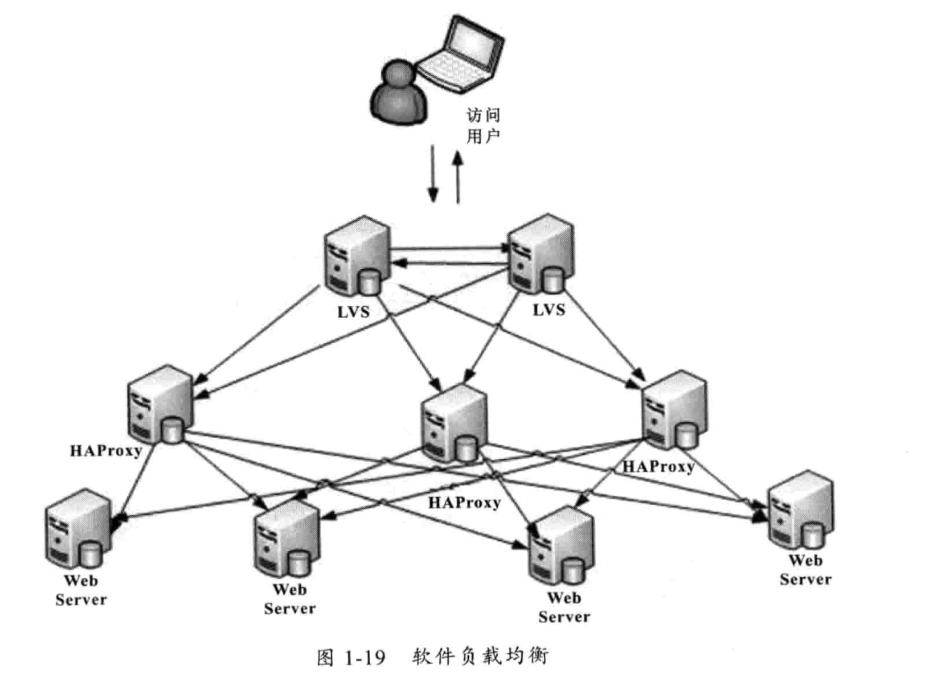 访问
用户
LVS
LVS
HAProxy
HAProxy
HAProxy
Web
Server
Web
Server
Web
Server
Web
Server
图 1-19 软件负载均衡